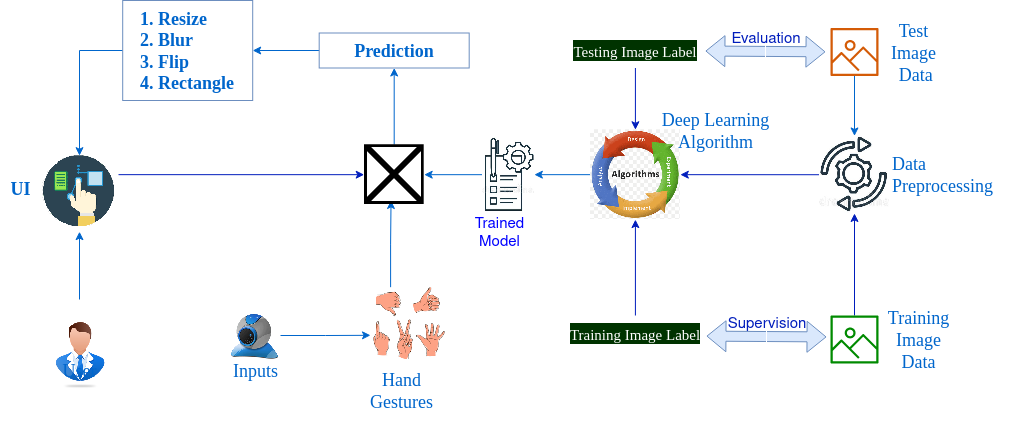 1. Resize
2. Blur
3. Flip
4. Rectangle
Prediction
Testing Image Label
Evaluation
Test
Image
Data
Deep Learning
Algorithm
Design
Algorithms
UI
Trained
Model
Data
Preprocessing
Training Image Label
Supervision
Training
Image
Data
Inputs
Hand
Gestures